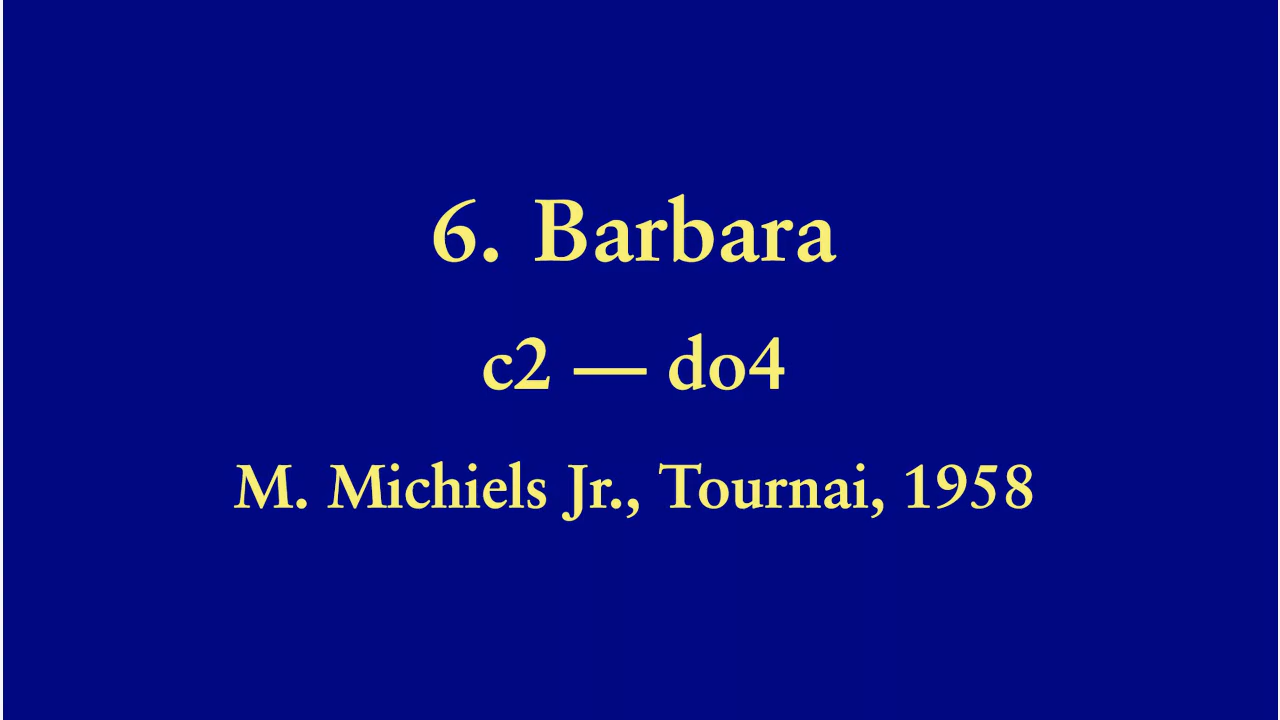 6. Barbara
c2 — do4
M. Michiels Jr., Tournai, 1958